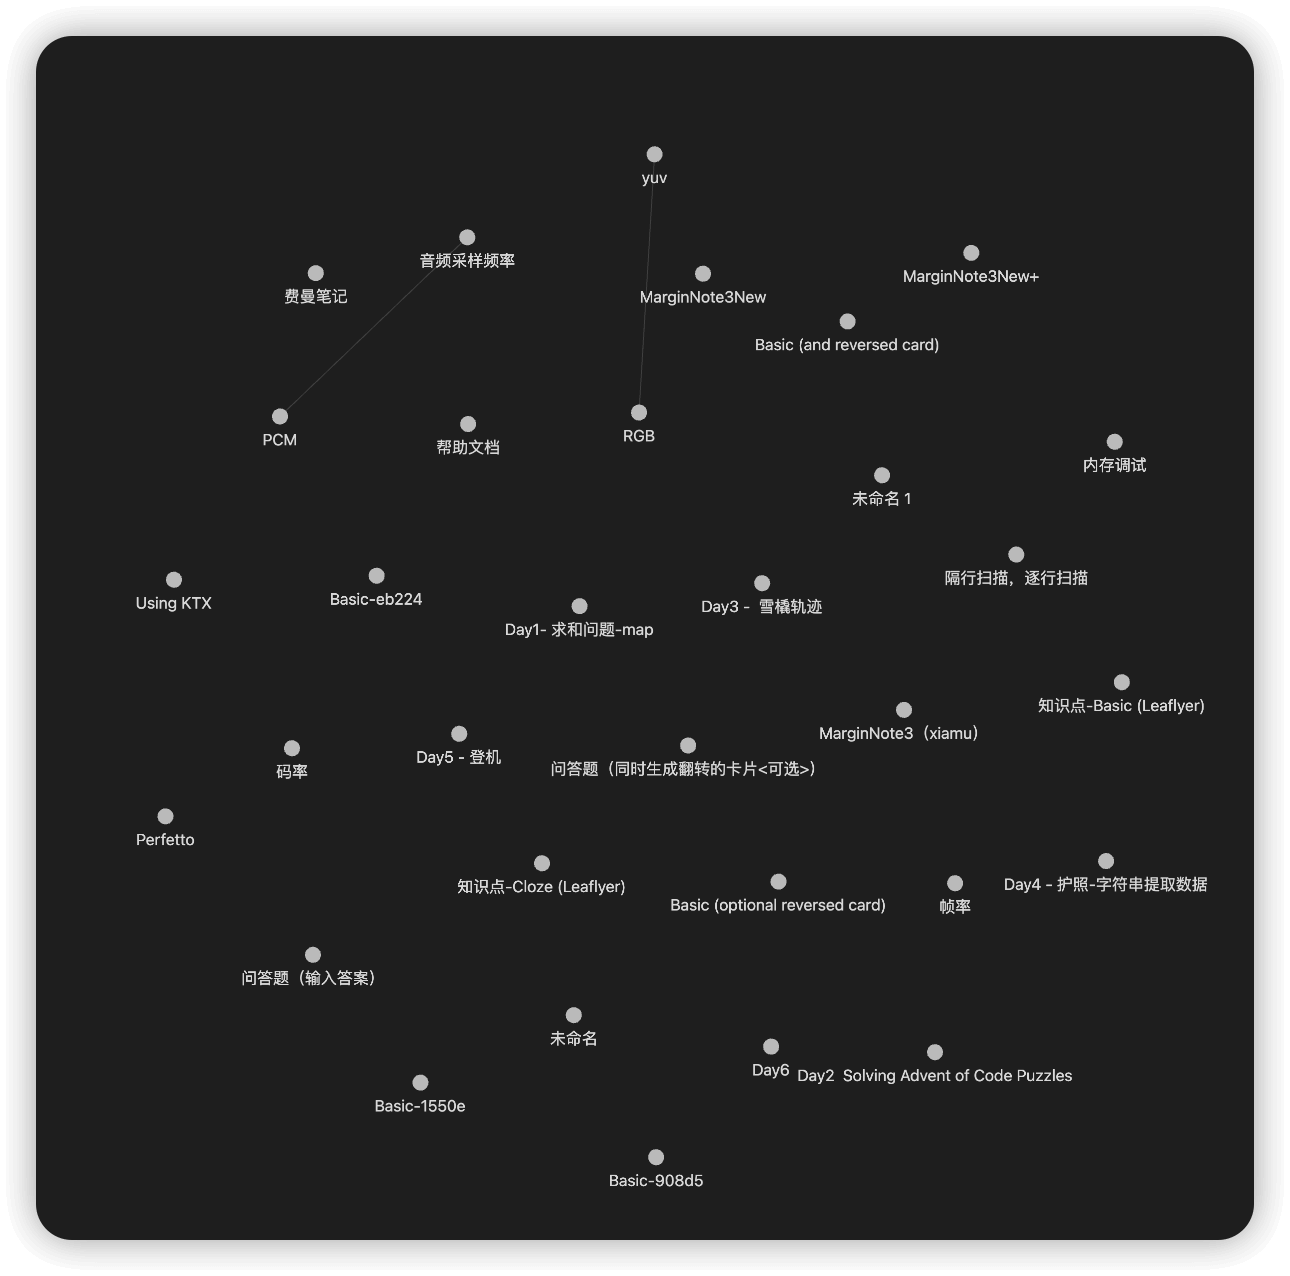 yuv
音频采样频率
MarginNote3New+
费曼笔记
MarginNote3New
Basic (and reversed card)
PCM
帮助文档
RGB
内存调试
未命名 1
隔行扫描，逐行扫描
Using KTX
Basic-eb224
Day3 -  雪橇轨迹
Day1- 求和问题-map
知识点-Basic (Leaflyer)
MarginNote3（xiamu）
Day5 - 登机
问答题（同时生成翻转的卡片<可选>）
码率
Perfetto
知识点-Cloze (Leaflyer)
Day4 - 护照-字符串提取数据
Basic (optional reversed card)
帧率
问答题（输入答案）
未命名
Day6
Day2  Solving Advent of Code Puzzles
Basic-1550e
Basic-908d5